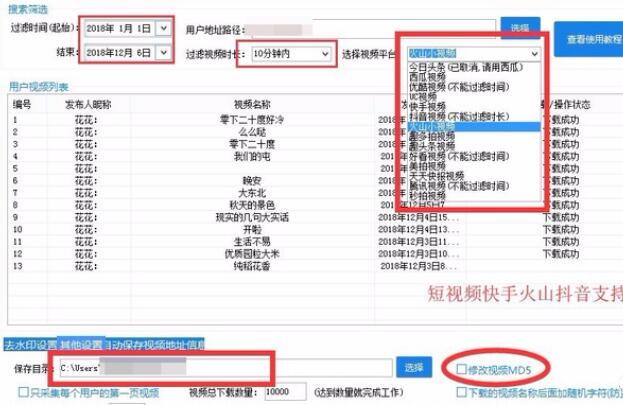 搜索筛选
过滤时间(起始): 2018年 1月 1日 用户地址路径: 选择
结束: 2018年12月 6日 过滤视频时长: 10分钟内 选择视频平台 火山小视频 查看使用教程
今日头条(已取消,请用西瓜)
西瓜视频
优酷视频(不能过滤时间)
UC视频
快手视频
抖音视频(不能过滤时长)
火山小视频
趣多拍视频
趣头条视频
好看视频(不能过滤时间)
美拍视频
天天快报视频
腾讯视频(不能过滤时间)
秒拍视频
用户视频列表
编号 发布人昵称 视频名称 发 /操作状态
1 花花: 零下二十度好冷 2018 下载成功
2 花花: 么么哒 2018 下载成功
3 花花: 零下二十度 2018 下载成功
4 花花: 我们的屯 2018 下载成功
5 花花: 2018 下载成功
6 花花: 晚安 2018 下载成功
7 花花: 大东北 2018 下载成功
8 花花: 秋天的景色 2018年12月5日7 下载成功
9 花花: 现实的几句大实话 2018年12月4日15... 下载成功
10 花花: 开啦 2018年12月4日13... 下载成功
11 花花: 生活不易 2018年12月3日11... 下载成功
12 花花: 优质园粒大米 2018年12月3日10... 下载成功
13 花花: 纯稻花香 2018年12月3日8... 下载成功
短视频快手火山抖音支持
去水印设置 其他设置 自动保存视频地址信息
保存目录: C:\Users\ 选择 修改视频MD5
只采集每个用户的第一页视频 视频总下载数量: 10000 (达到数量就完成工作) 下载的视频名称后面加随机字符(防